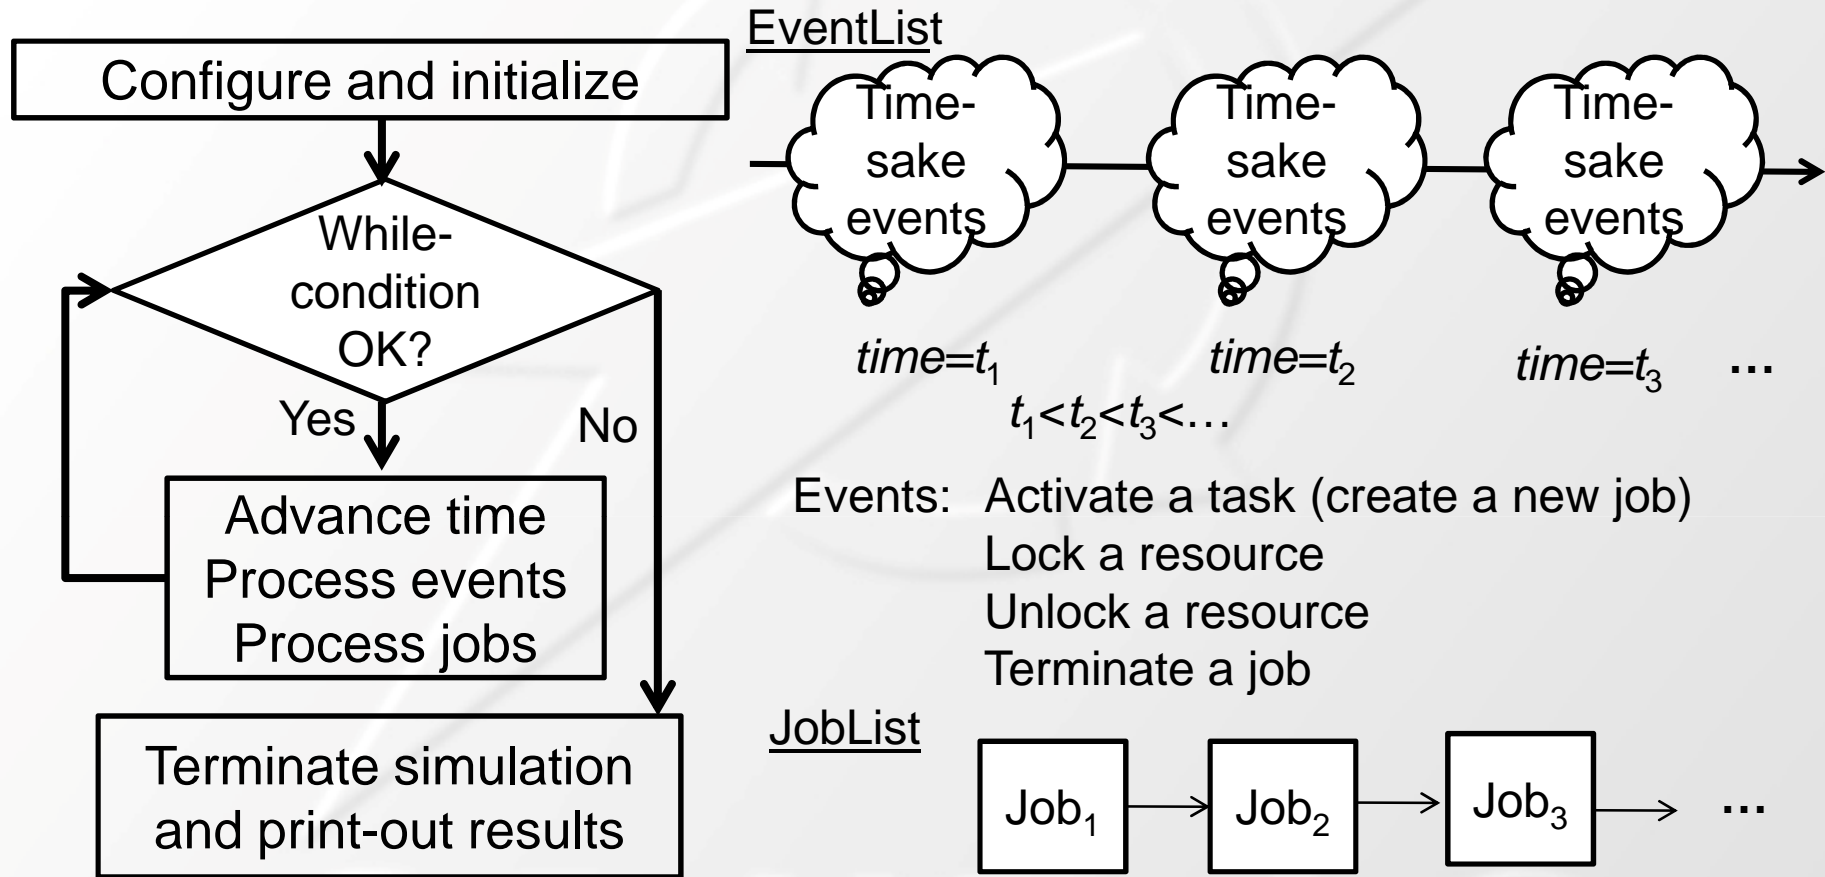 Configure and initialize
While-
condition
OK?
Yes
No
Advance time
Process events
Process jobs
Terminate simulation
and print-out results
EventList
Time-
sake
events
Time-
sake
events
Time-
sake
events
time=t₁
time=t₂
time=t₃ ...
t₁<t₂<t₃<...
Events: Activate a task (create a new job)
Lock a resource
Unlock a resource
Terminate a job
JobList
Job₁
Job₂
Job₃
...